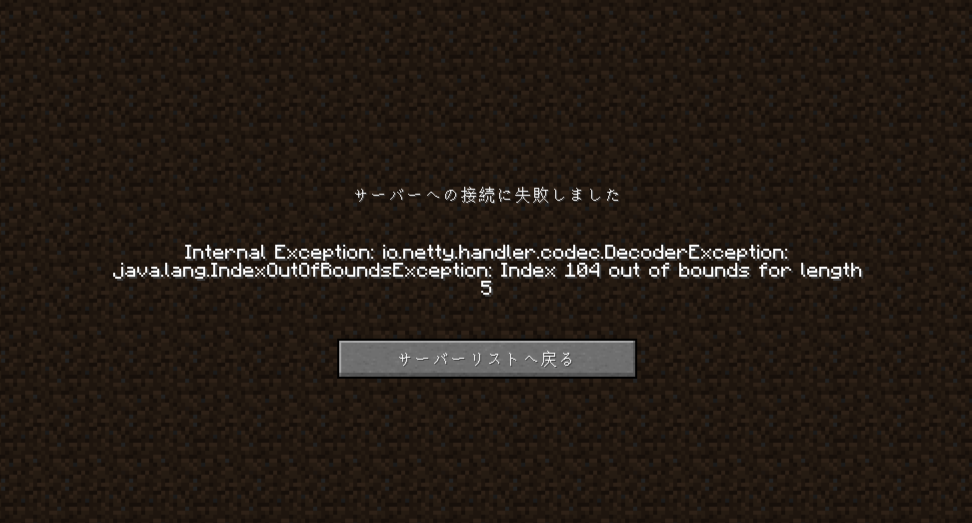 サーバーへの接続に失敗しました
Internal Exception: io.netty.handler.codec.DecoderException:
java.lang.IndexOutOfBoundsException: Index 104 out of bounds for length
5
サーバーリストへ戻る